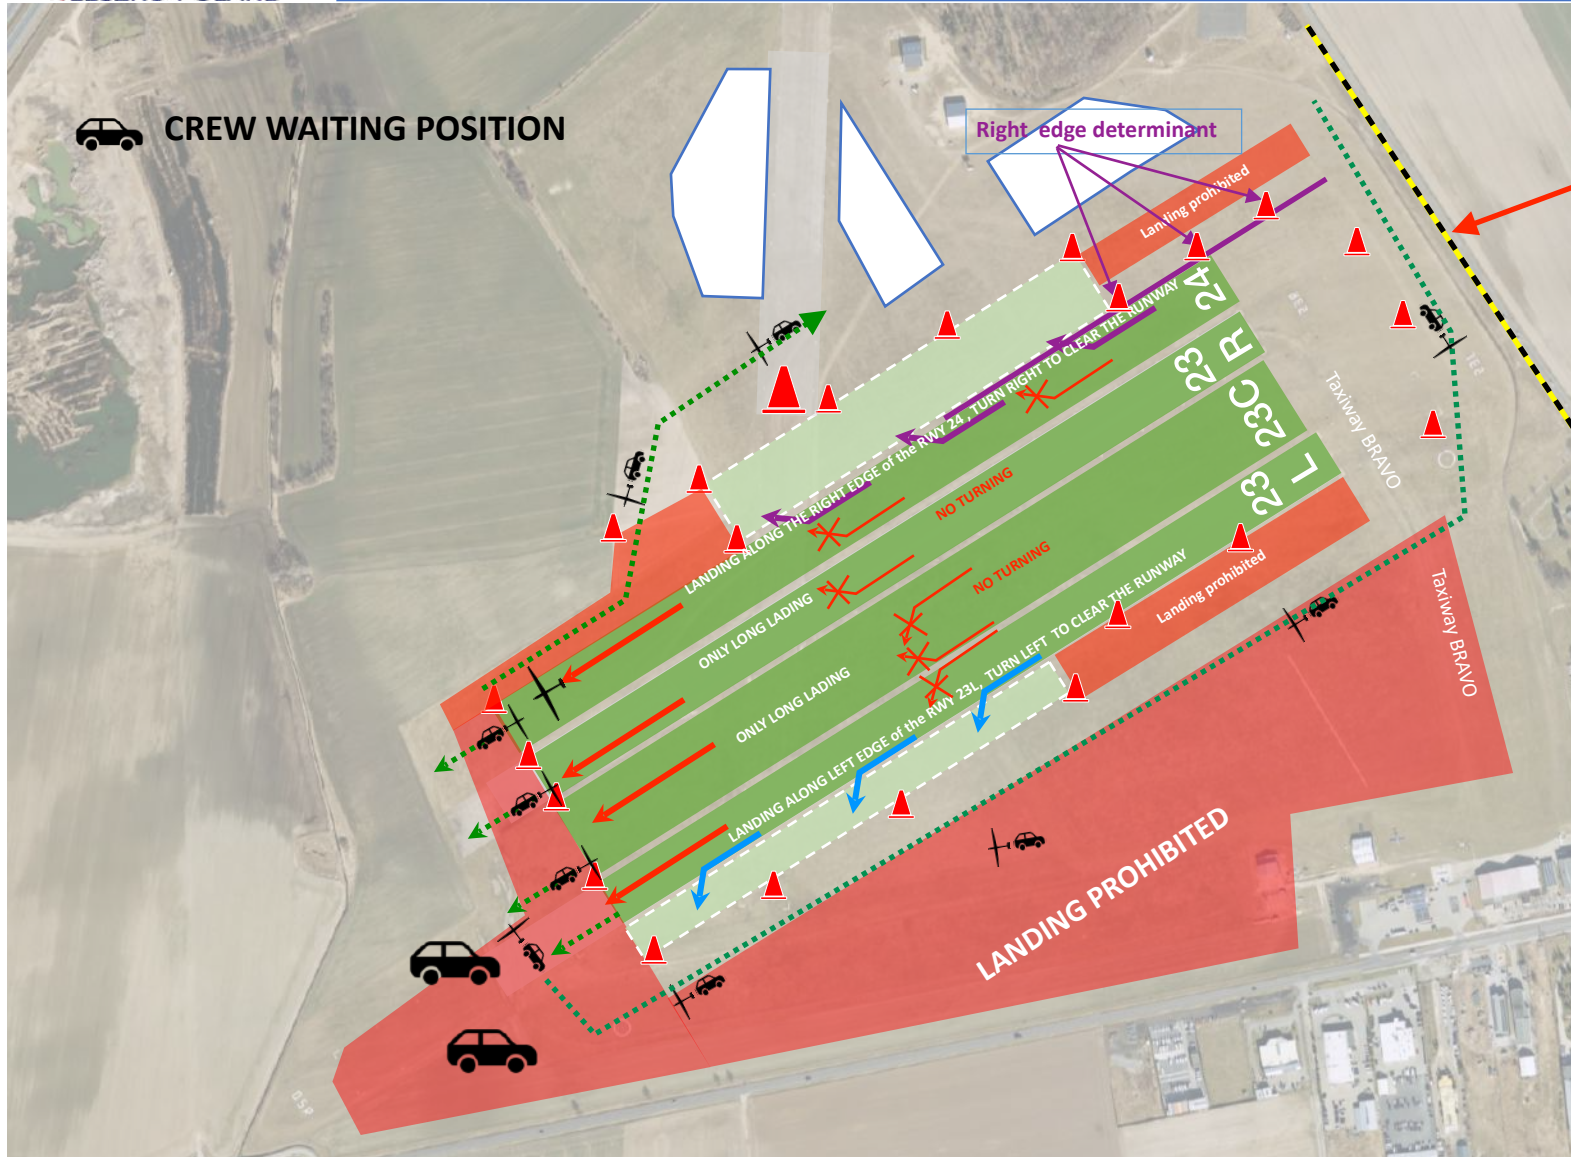 CREW WAITING POSITION
Right edge determinant
Landing prohibited
24
23 R
23C
23 L
Taxiway BRAVO
Taxiway BRAVO
LANDING ALONG THE RIGHT EDGE of the RWY 24 , TURN RIGHT TO CLEAR THE RUNWAY
NO TURNING
ONLY LONG LADING
NO TURNING
ONLY LONG LADING
LANDING ALONG LEFT EDGE of the RWY 23L, TURN LEFT TO CLEAR THE RUNWAY
Landing prohibited
LANDING PROHIBITED